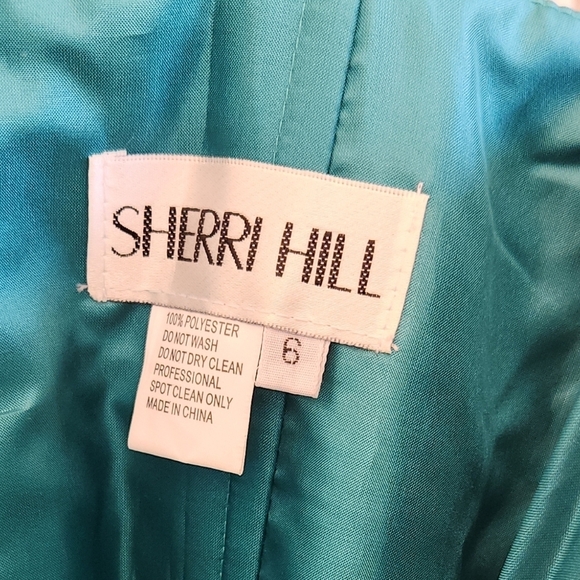 SHERRI HILL
100% POLYESTER
DO NOT WASH
DO NOT DRY CLEAN
PROFESSIONAL
SPOT CLEAN ONLY
MADE IN CHINA
6